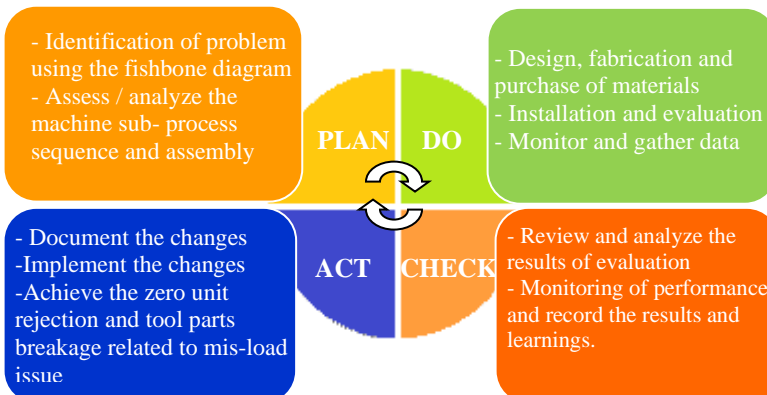 - Identification of problem
using the fishbone diagram
- Assess / analyze the
machine sub- process
sequence and assembly
PLAN
DO
- Design, fabrication and
purchase of materials
- Installation and evaluation
- Monitor and gather data
- Document the changes
-Implement the changes
-Achieve the zero unit
rejection and tool parts
breakage related to mis-load
issue
ACT
CHECK
- Review and analyze the
results of evaluation
- Monitoring of performance
and record the results and
learnings.